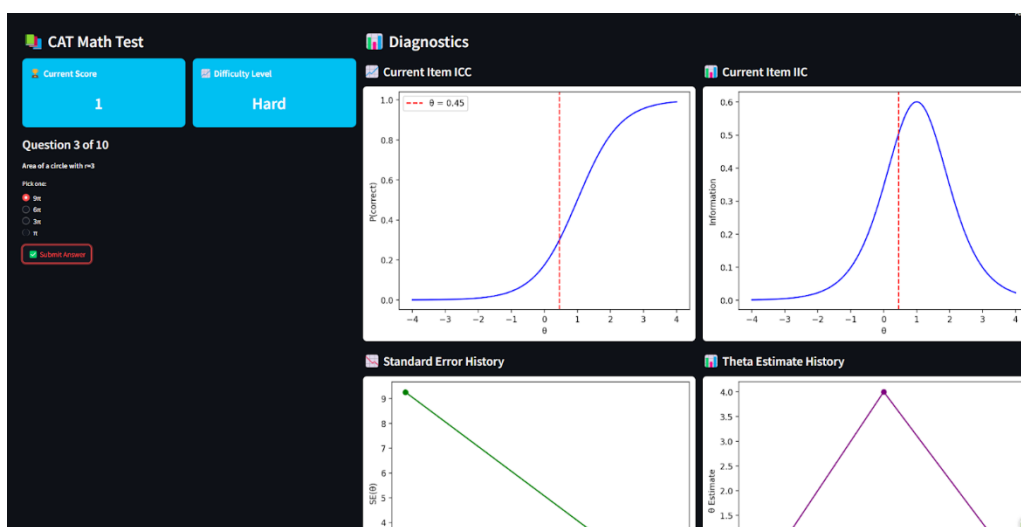 CAT Math Test
Current Score
1
Difficulty Level
Hard
Question 3 of 10
Area of a circle with r=3
Pick one:
9π
6π
3π
π
Submit Answer
Diagnostics
Current Item ICC
θ = 0.45
1.0
0.8
0.6
0.4
0.2
0.0
P(correct)
−4 −3 −2 −1 0 1 2 3 4
θ
Current Item IIC
0.6
0.5
0.4
0.3
0.2
0.1
0.0
Information
−4 −3 −2 −1 0 1 2 3 4
θ
Standard Error History
9
8
7
6
5
4
SE(θ)
Theta Estimate History
4.0
3.5
3.0
2.5
2.0
1.5
θ Estimate